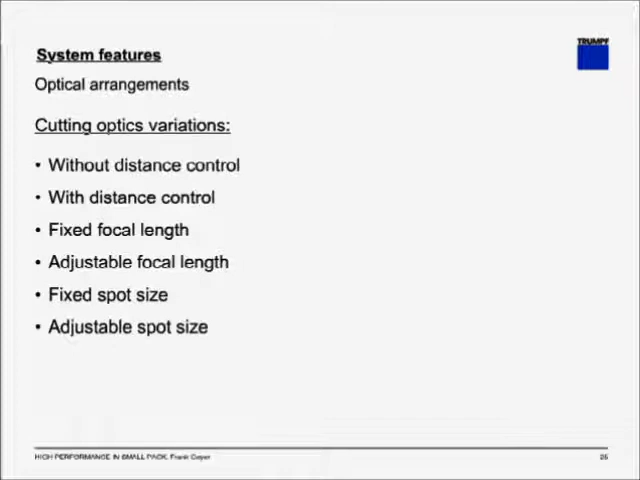 System features
TRUMPF
Optical arrangements
Cutting optics variations:
• Without distance control
• With distance control
• Fixed focal length
• Adjustable focal length
• Fixed spot size
• Adjustable spot size
HIGH PERFORMANCE IN SMALL PACK, Frank